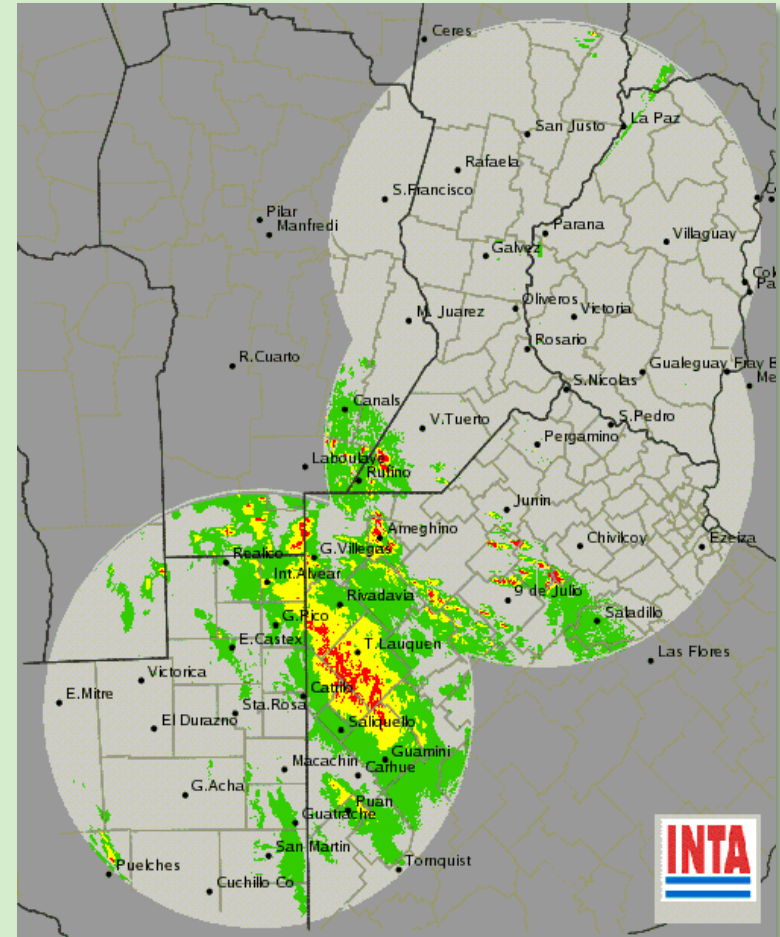 Ceres
La Paz
San Justo
Rafaela
S.Francisco
Pilar
Manfredi
Parana
Villaguay
Galvez
Oliveros
Victoria
M. Juarez
Rosario
R.Cuarto
Gualeguay
Fray B
S.Nicolas
Canals
V.Tuerto
S.Pedro
Pergamino
Laboulaye
Rufino
Junin
Ameghino
Chivilcoy
Ezeiza
G.Villegas
Realico
Int.Alvear
Rivadavia
9 de Julio
Saladillo
G.Pico
E.Castex
T.Lauquen
Las Flores
Victorica
E.Mitre
Catrilo
Sta.Rosa
El Durazno
Saliquello
Guamini
Macachin
Carhue
G.Acha
Puan
Guatrache
San Martin
Puelches
Tornquist
Cuchillo Co
INTA